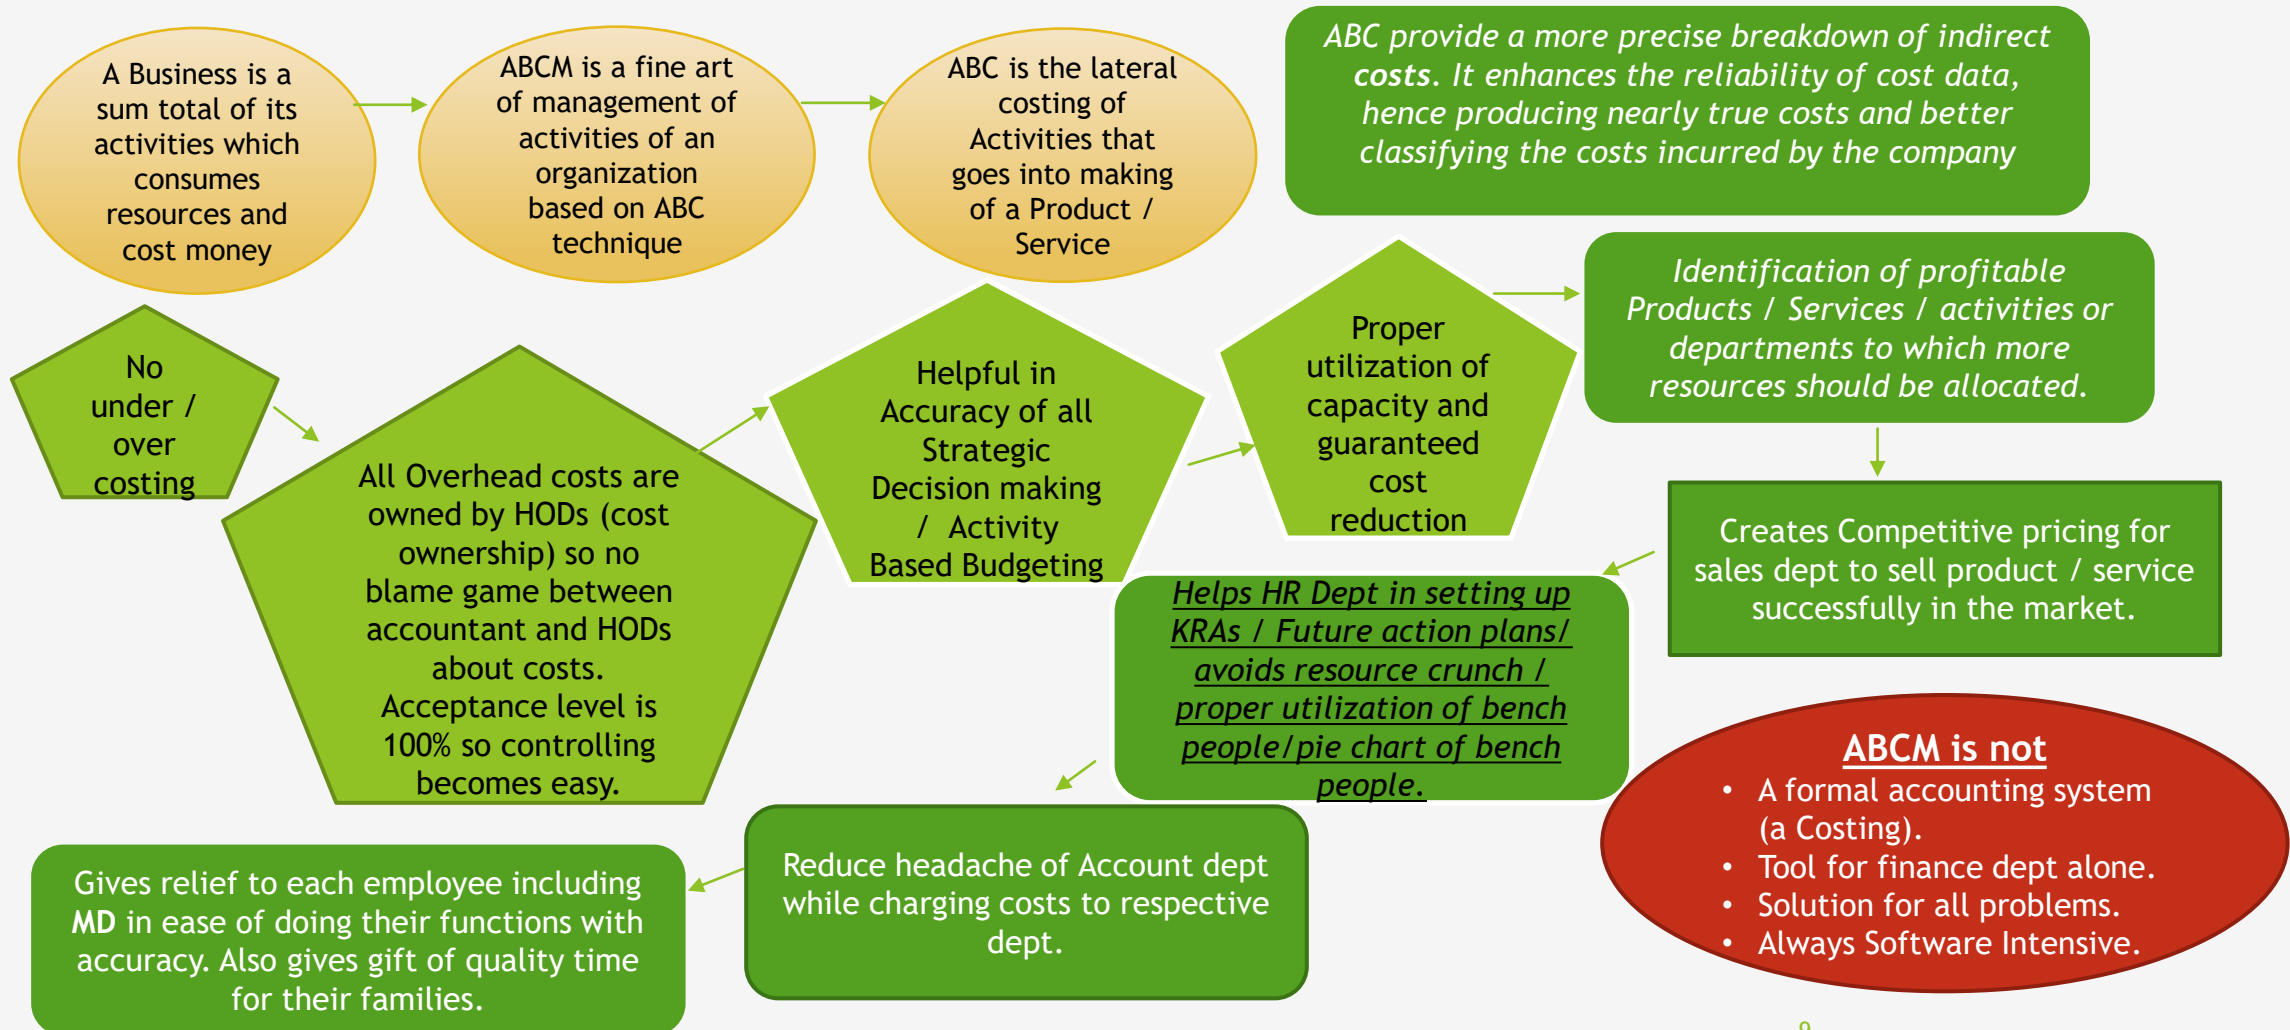 A Business is a
sum total of its
activities which
consumes
resources and
cost money
ABCM is a fine art
of management of
activities of an
organization
based on ABC
technique
ABC is the lateral
costing of
Activities that
goes into making
of a Product /
Service
ABC provide a more precise breakdown of indirect
costs. It enhances the reliability of cost data,
hence producing nearly true costs and better
classifying the costs incurred by the company
No
under /
over
costing
All Overhead costs are
owned by HODs (cost
ownership) so no
blame game between
accountant and HODs
about costs.
Acceptance level is
100% so controlling
becomes easy.
Helpful in
Accuracy of all
Strategic
Decision making
/ Activity
Based Budgeting
Proper
utilization of
capacity and
guaranteed
cost
reduction
Identification of profitable
Products / Services / activities or
departments to which more
resources should be allocated.
Creates Competitive pricing for
sales dept to sell product / service
successfully in the market.
Helps HR Dept in setting up
KRAs / Future action plans/
avoids resource crunch /
proper utilization of bench
people/pie chart of bench
people.
Reduce headache of Account dept
while charging costs to respective
dept.
Gives relief to each employee including
MD in ease of doing their functions with
accuracy. Also gives gift of quality time
for their families.
ABCM is not
• A formal accounting system
(a Costing).
• Tool for finance dept alone.
• Solution for all problems.
• Always Software Intensive.